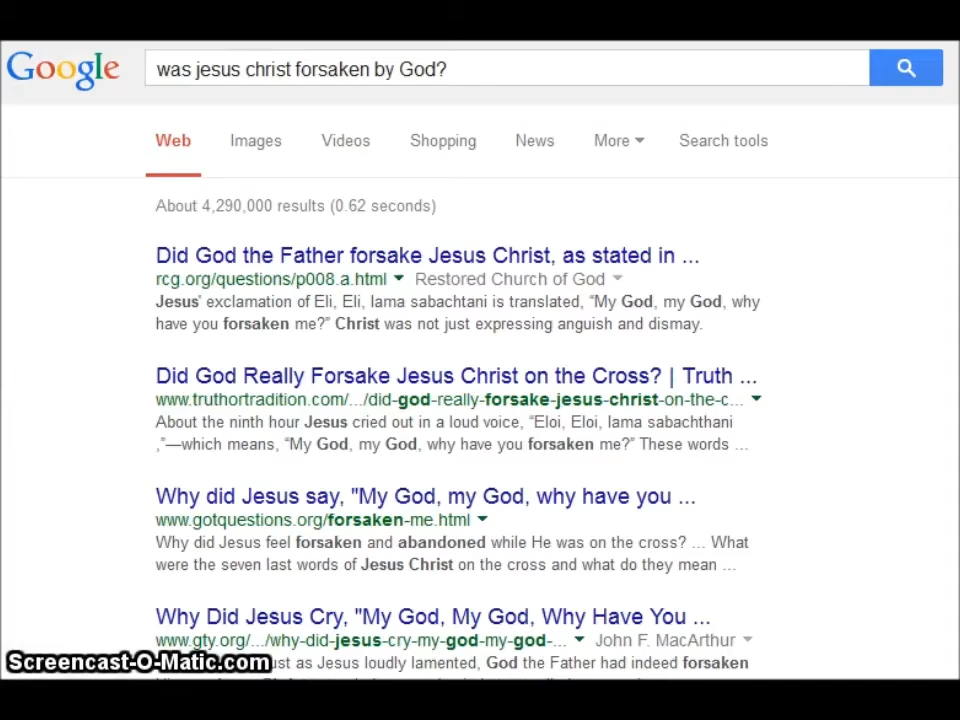 Google was jesus christ forsaken by God?
Web Images Videos Shopping News More Search tools
About 4,290,000 results (0.62 seconds)
Did God the Father forsake Jesus Christ, as stated in ...
rcg.org/questions/p008.a.html Restored Church of God
Jesus' exclamation of Eli, Eli, lama sabachtani is translated, “My God, my God, why
have you forsaken me?” Christ was not just expressing anguish and dismay.
Did God Really Forsake Jesus Christ on the Cross? | Truth ...
www.truthortradition.com/.../did-god-really-forsake-jesus-christ-on-the-c...
About the ninth hour Jesus cried out in a loud voice, “Eloi, Eloi, lama sabachthani
,”—which means, “My God, my God, why have you forsaken me?” These words ...
Why did Jesus say, "My God, my God, why have you ...
www.gotquestions.org/forsaken-me.html
Why did Jesus feel forsaken and abandoned while He was on the cross? ... What
were the seven last words of Jesus Christ on the cross and what do they mean ...
Why Did Jesus Cry, "My God, My God, Why Have You ...
www.gty.org/.../why-did-jesus-cry-my-god-my-god-... John F. MacArthur
as Jesus loudly lamented, God the Father had indeed forsaken
Screencast-O-Matic.com